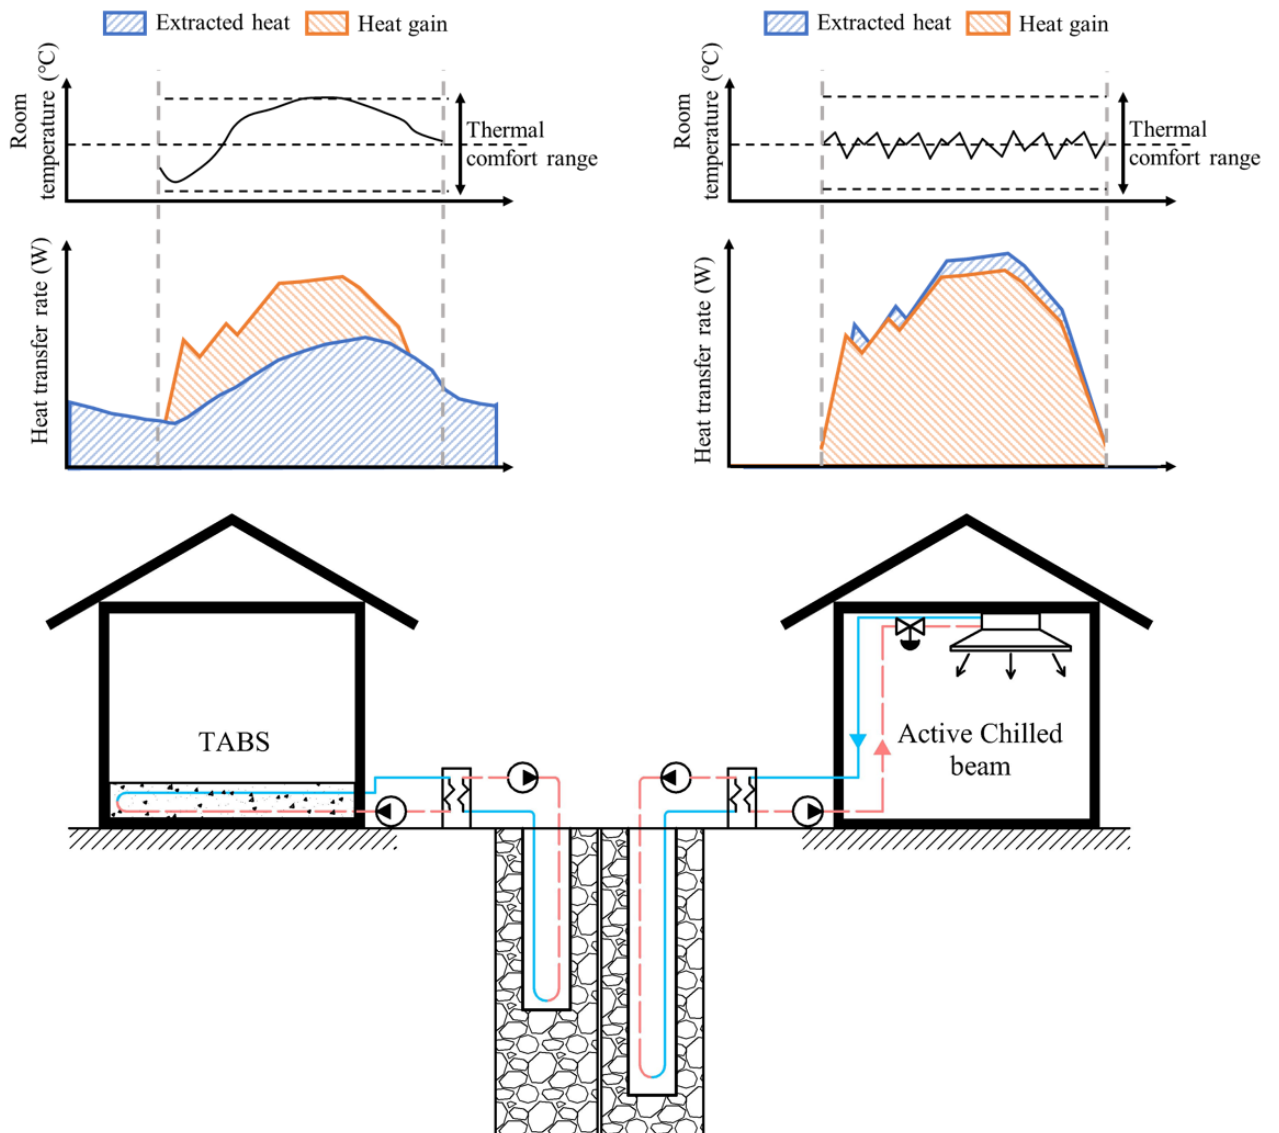 Extracted heat
Heat gain
Extracted heat
Heat gain
Room
temperature (°C)
Thermal
comfort range
Room
temperature (°C)
Thermal
comfort range
Heat transfer rate (W)
Heat transfer rate (W)
TABS
Active Chilled
beam